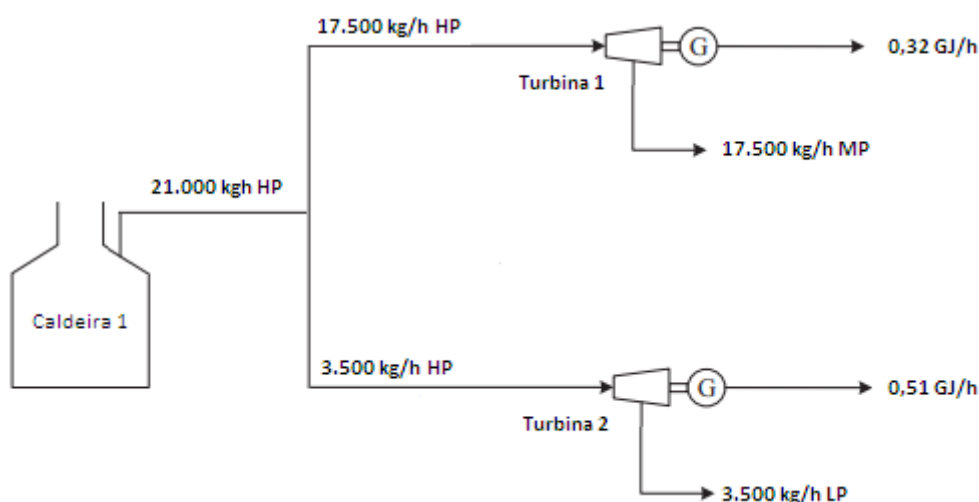 17.500 kg/h HP
G
0,32 GJ/h
Turbina 1
17.500 kg/h MP
21.000 kgh HP
Caldeira 1
3.500 kg/h HP
G
0,51 GJ/h
Turbina 2
3.500 kg/h LP